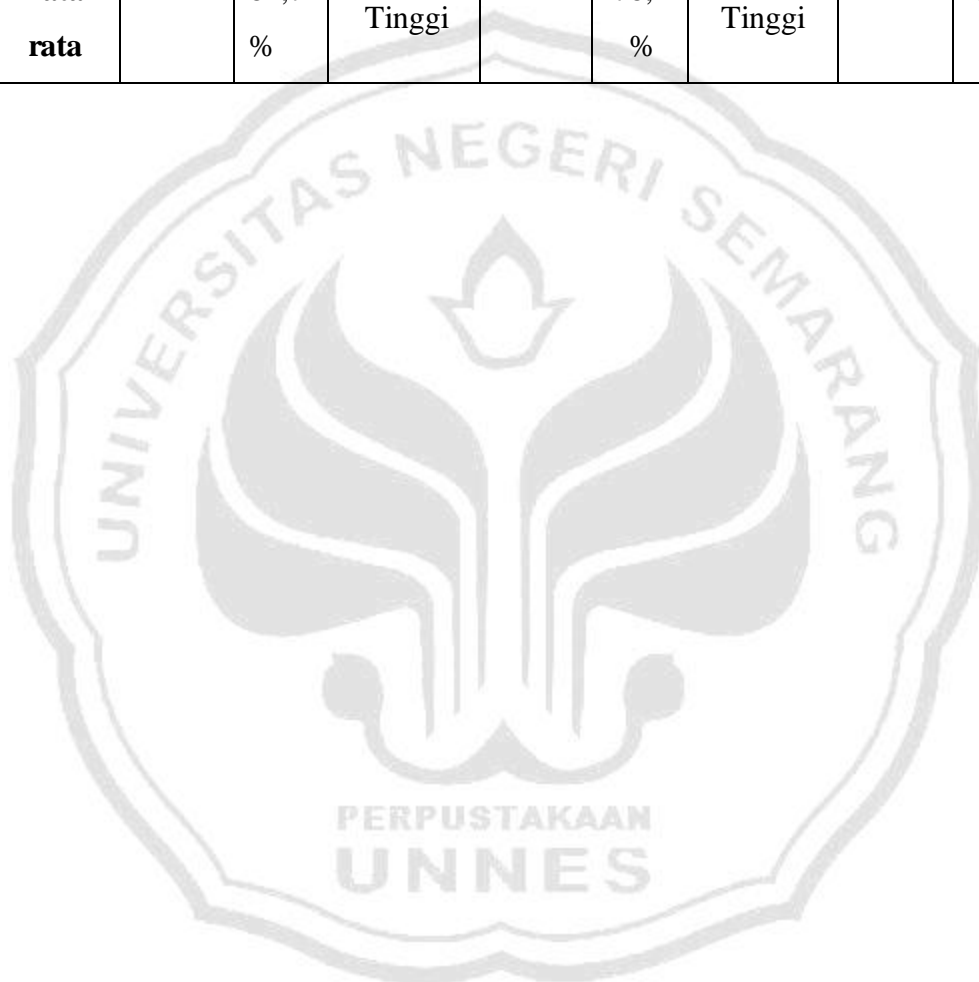 Tinggi
Tinggi
rata
%
%
UNIVERSITAS NEGERI SEMARANG
PERPUSTAKAAN
UNNES